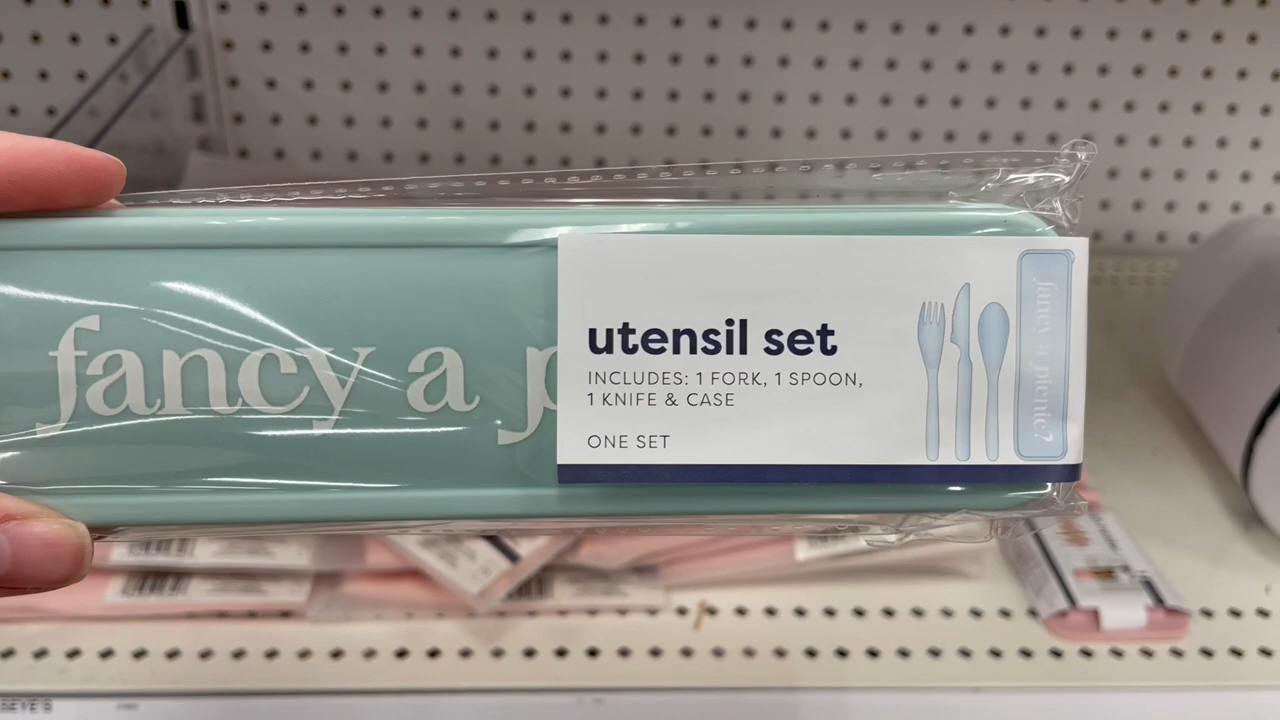 fancy a p
utensil set
INCLUDES: 1 FORK, 1 SPOON,
1 KNIFE & CASE
ONE SET
fancy a picnic?